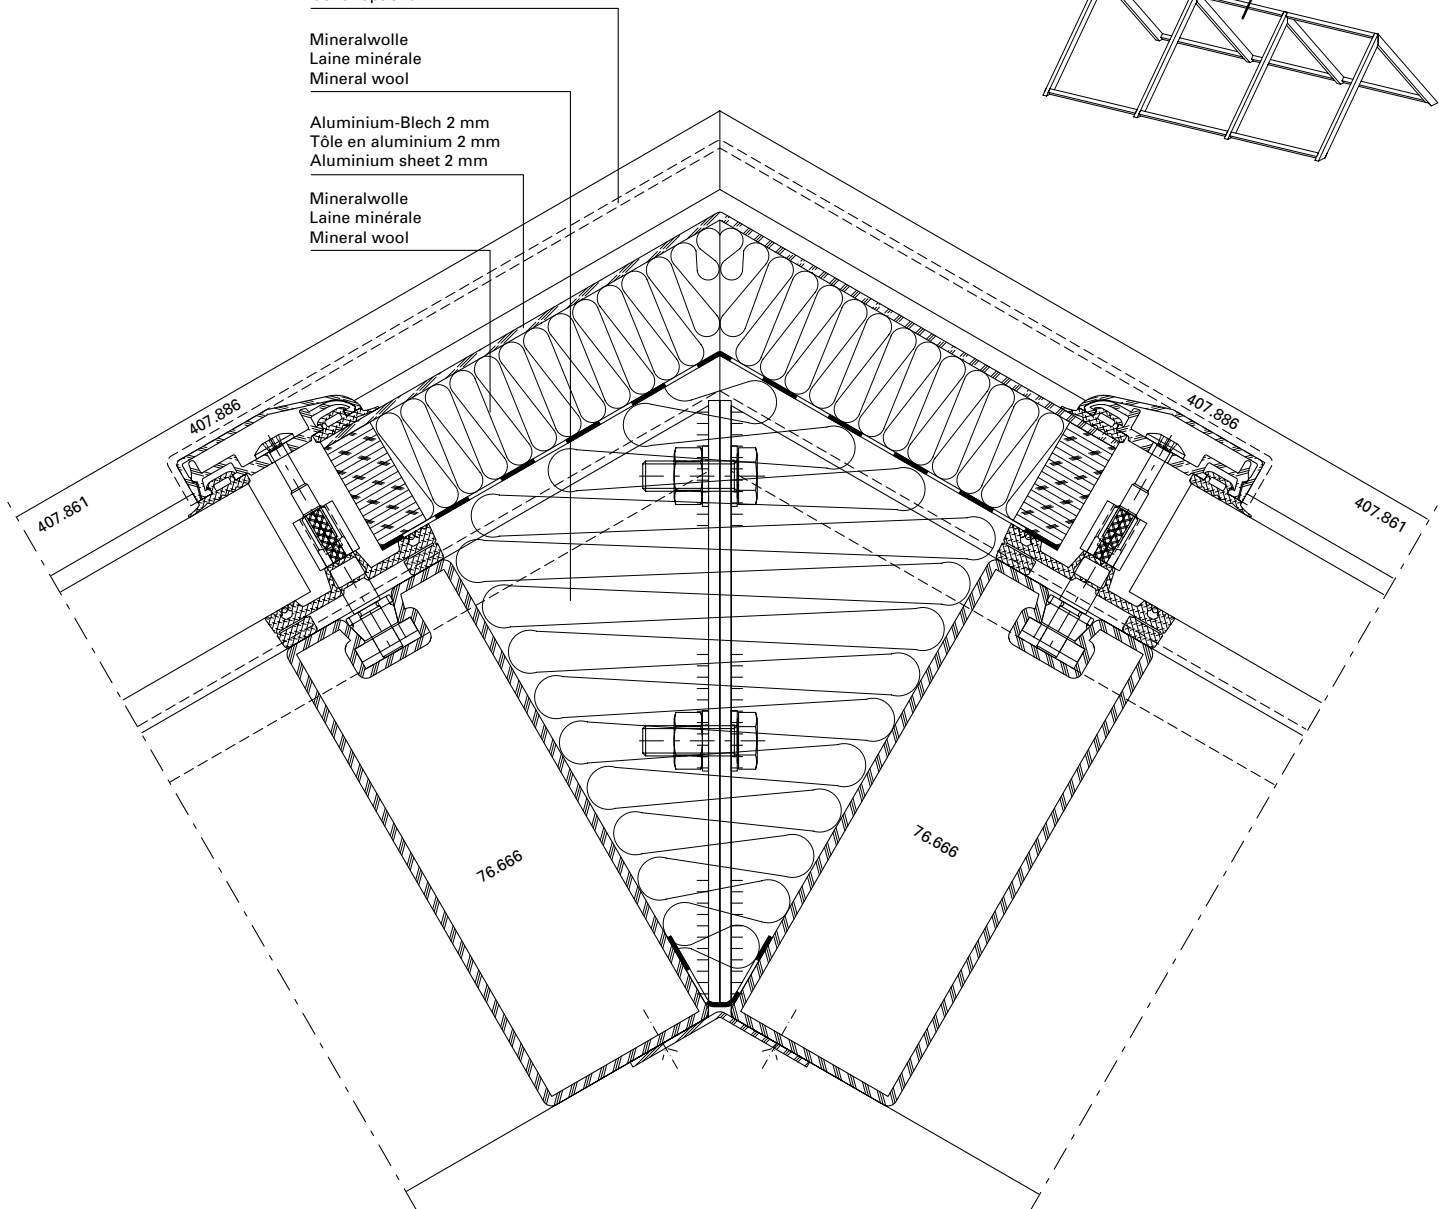 Mineralwolle
Laine minérale
Mineral wool
Aluminium-Blech 2 mm
Tôle en aluminium 2 mm
Aluminium sheet 2 mm
Mineralwolle
Laine minérale
Mineral wool
407.886
407.886
407.861
407.861
76.666
76.666